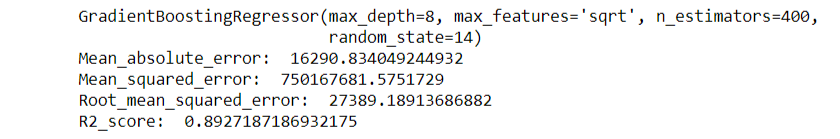 GradientBoostingRegressor(max_depth=8, max_features='sqrt', n_estimators=400,
random_state=14)
Mean_absolute_error:  16290.834049244932
Mean_squared_error:  750167681.5751729
Root_mean_squared_error:  27389.18913686882
R2_score:  0.8927187186932175